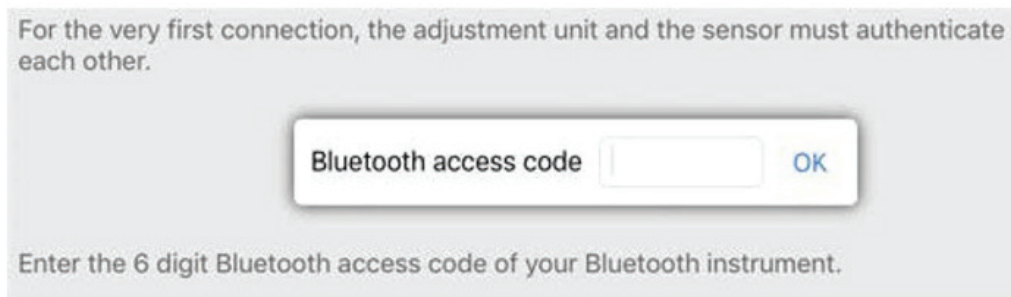 For the very first connection, the adjustment unit and the sensor must authenticate
each other.
Bluetooth access code OK
Enter the 6 digit Bluetooth access code of your Bluetooth instrument.